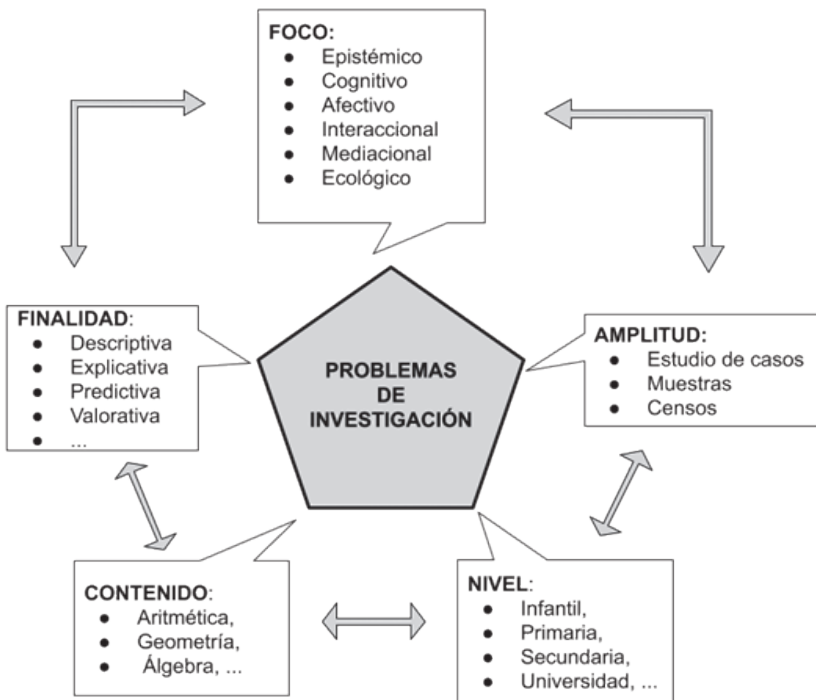 FOCO:
● Epistémico
● Cognitivo
● Afectivo
● Interaccional
● Mediacional
● Ecológico
FINALIDAD:
● Descriptiva
● Explicativa
● Predictiva
● Valorativa
● ...
PROBLEMAS
DE
INVESTIGACIÓN
AMPLITUD:
● Estudio de casos
● Muestras
● Censos
CONTENIDO:
● Aritmética,
● Geometría,
● Álgebra, ...
NIVEL:
● Infantil,
● Primaria,
● Secundaria,
● Universidad, ...